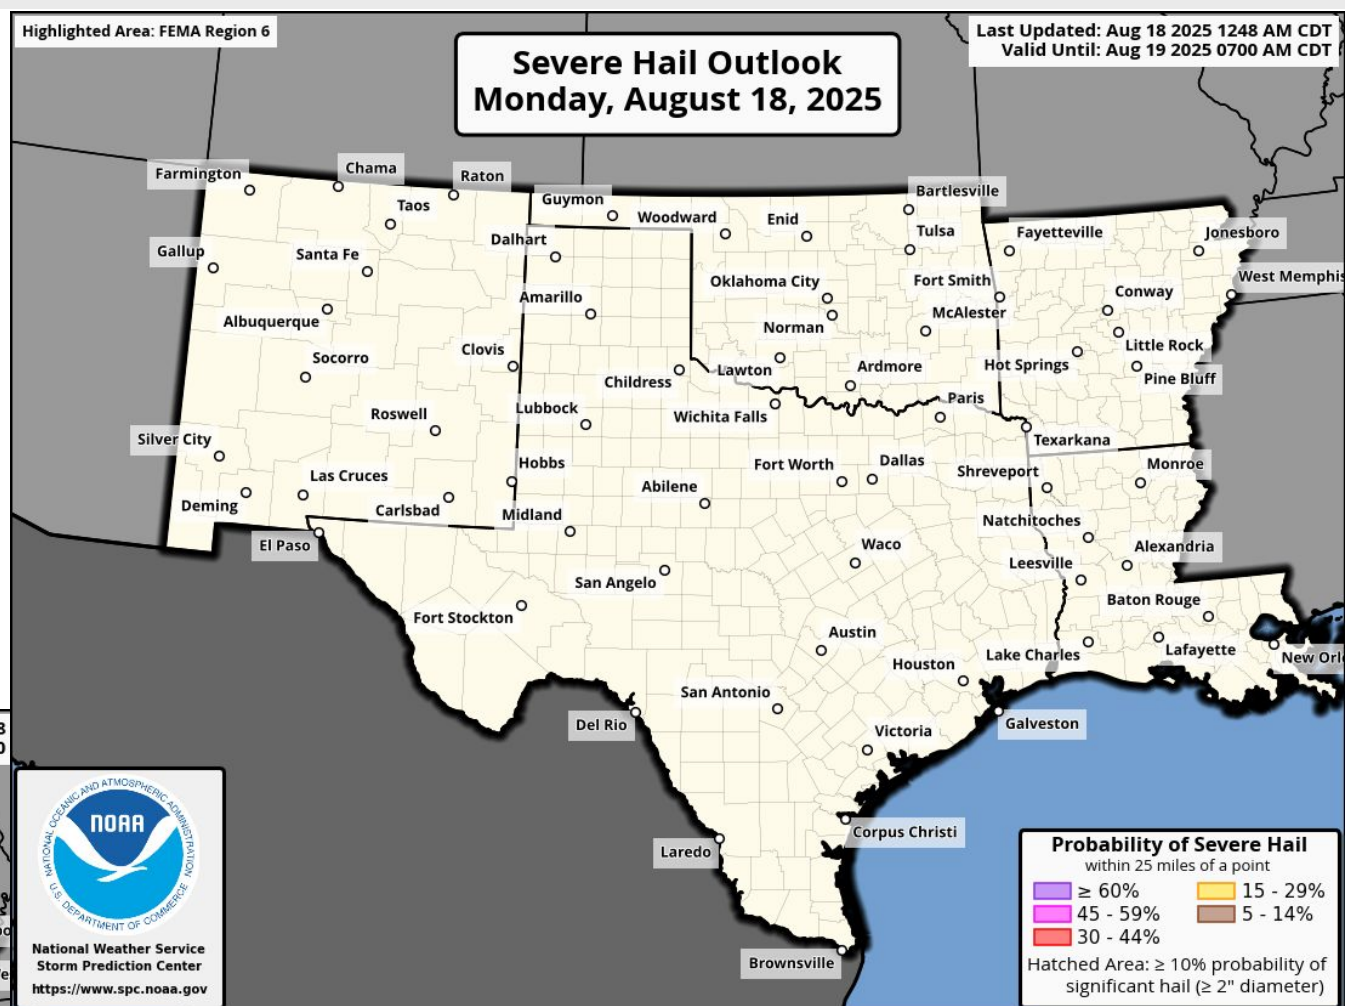 Highlighted Area: FEMA Region 6
Last Updated: Aug 18 2025 1248 AM CDT
Valid Until: Aug 19 2025 0700 AM CDT
Severe Hail Outlook
Monday, August 18, 2025
Farmington
Chama
Raton
Taos
Guymon
Woodward
Enid
Bartlesville
Tulsa
Fayetteville
Jonesboro
Gallup
Santa Fe
Dalhart
Oklahoma City
Fort Smith
West Memphis
Albuquerque
Amarillo
Norman
McAlester
Conway
Little Rock
Socorro
Clovis
Childress
Lawton
Ardmore
Hot Springs
Pine Bluff
Roswell
Lubbock
Wichita Falls
Paris
Texarkana
Silver City
Las Cruces
Hobbs
Abilene
Fort Worth
Dallas
Shreveport
Monroe
Deming
Carlsbad
Midland
Natchitoches
El Paso
San Angelo
Waco
Leesville
Alexandria
Fort Stockton
Austin
Baton Rouge
Houston
Lake Charles
Lafayette
New Orle
San Antonio
Del Rio
Victoria
Galveston
Corpus Christi
Laredo
Brownsville
NATIONAL OCEANIC AND ATMOSPHERIC ADMINISTRATION
NOAA
U.S. DEPARTMENT OF COMMERCE
National Weather Service
Storm Prediction Center
https://www.spc.noaa.gov
Probability of Severe Hail
within 25 miles of a point
≥ 60%
15 - 29%
45 - 59%
5 - 14%
30 - 44%
Hatched Area: ≥ 10% probability of
significant hail (≥ 2" diameter)